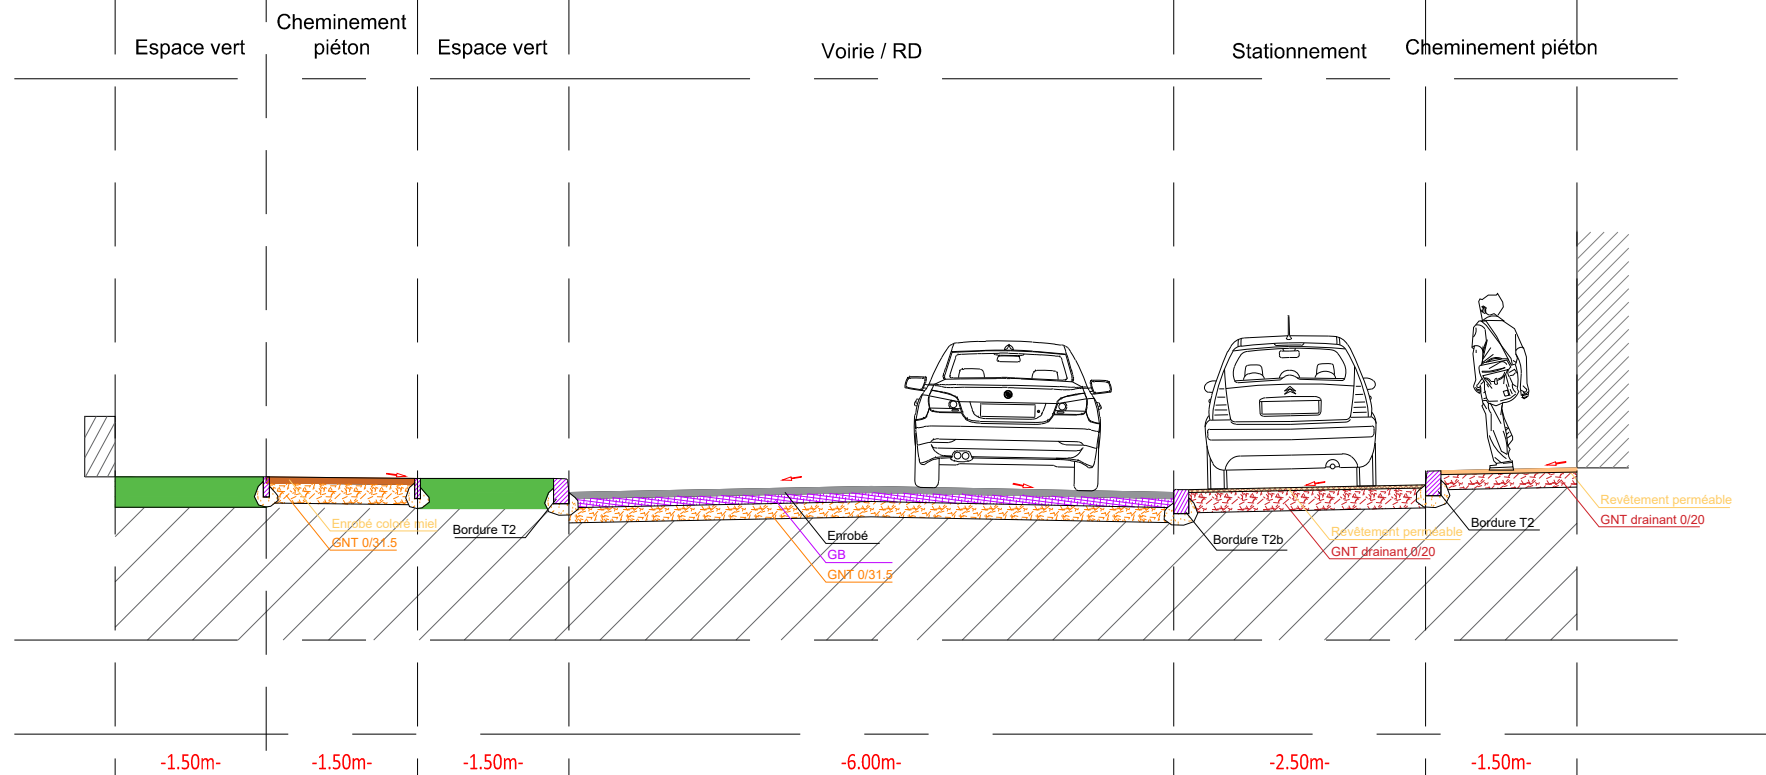 Espace vert
Cheminement
piéton
Espace vert
Voirie / RD
Stationnement
Cheminement piéton
Enrobé coloré miel
GNT 0/31.5
Bordure T2
Enrobé
GB
GNT 0/31.5
Bordure T2b
Revêtement perméable
GNT drainant 0/20
Bordure T2
Revêtement perméable
GNT drainant 0/20
-1.50m-
-1.50m-
-1.50m-
-6.00m-
-2.50m-
-1.50m-